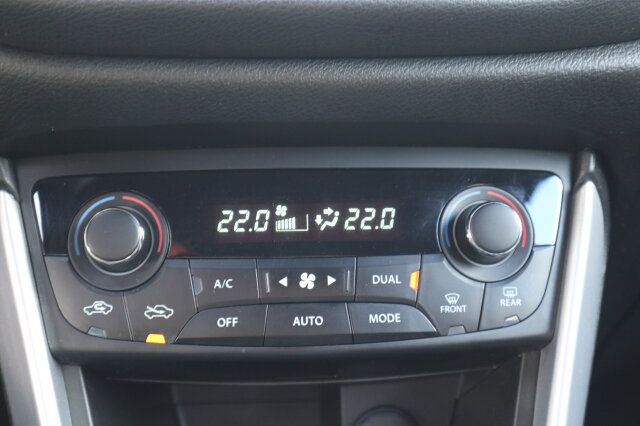 22.0 22.0
A/C DUAL
OFF AUTO MODE FRONT REAR